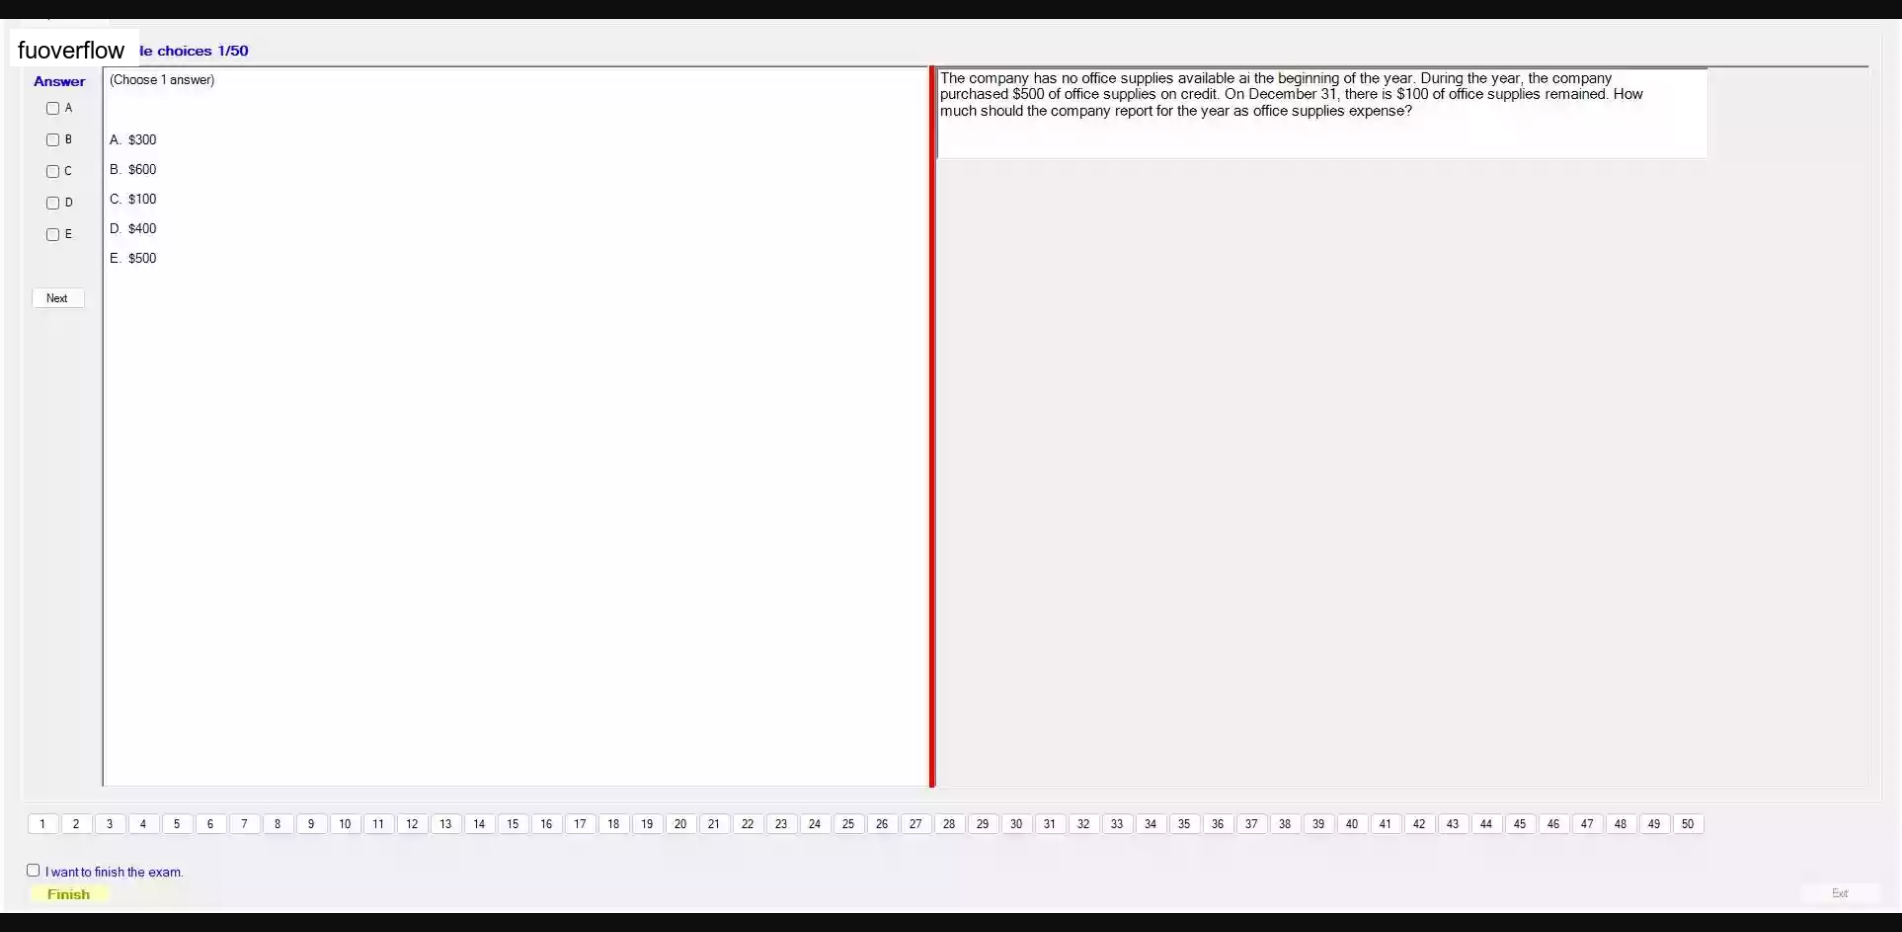 fuoverflow le choices 1/50
Answer
A
B
C
D
E
Next
(Choose 1 answer)
A. $300
B. $600
C. $100
D. $400
E. $500
The company has no office supplies available ai the beginning of the year. During the year, the company
purchased $500 of office supplies on credit. On December 31, there is $100 of office supplies remained. How
much should the company report for the year as office supplies expense?
1 2 3 4 5 6 7 8 9 10 11 12 13 14 15 16 17 18 19 20 21 22 23 24 25 26 27 28 29 30 31 32 33 34 35 36 37 38 39 40 41 42 43 44 45 46 47 48 49 50
I want to finish the exam.
Finish
Exit